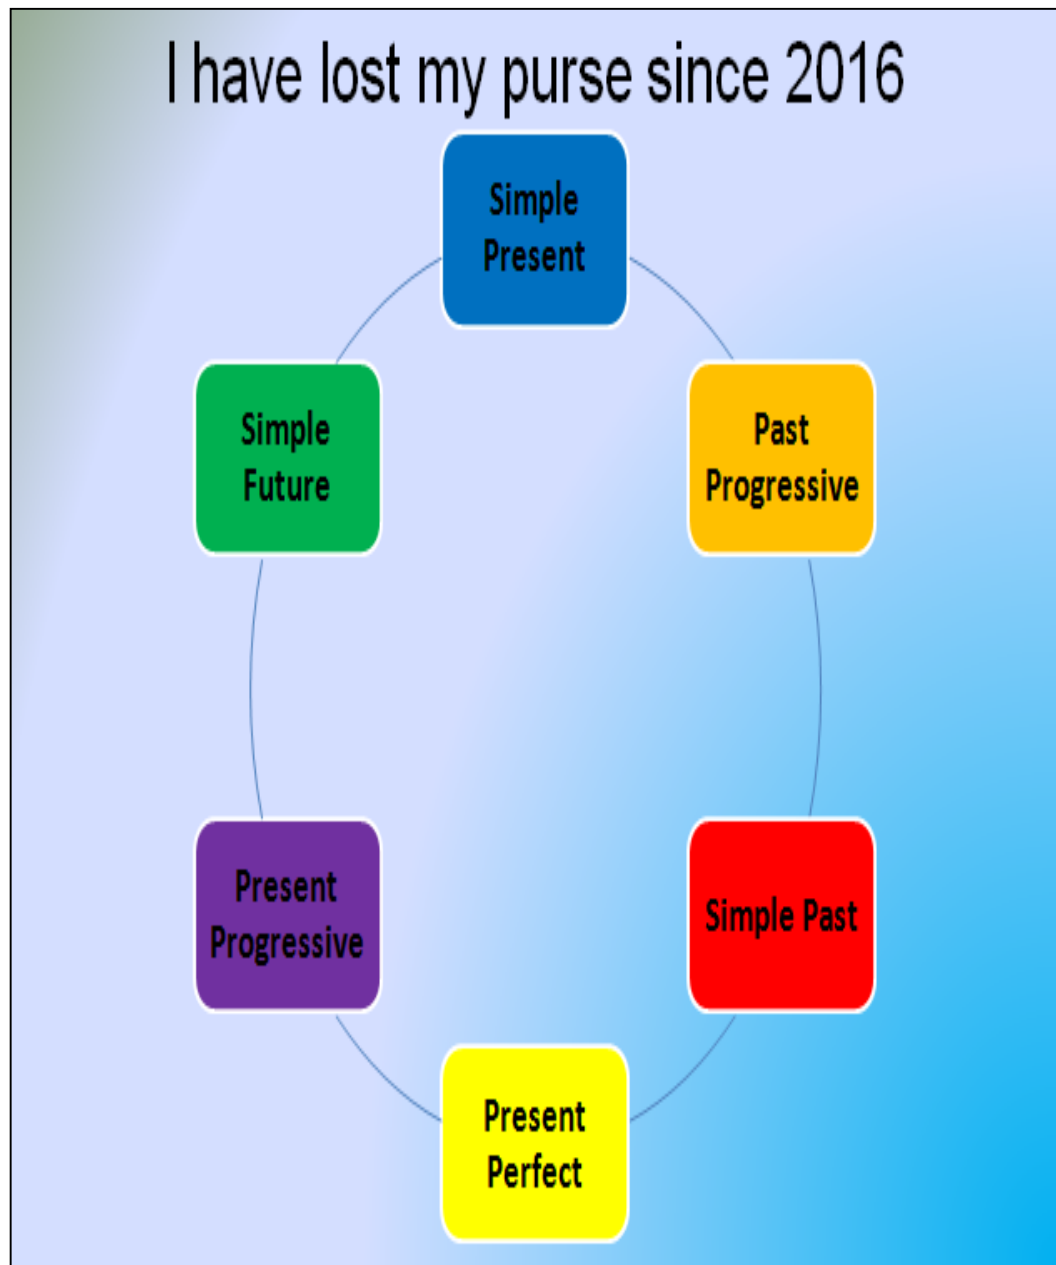 I have lost my purse since 2016
Simple
Present
Simple
Future
Past
Progressive
Present
Progressive
Simple Past
Present
Perfect